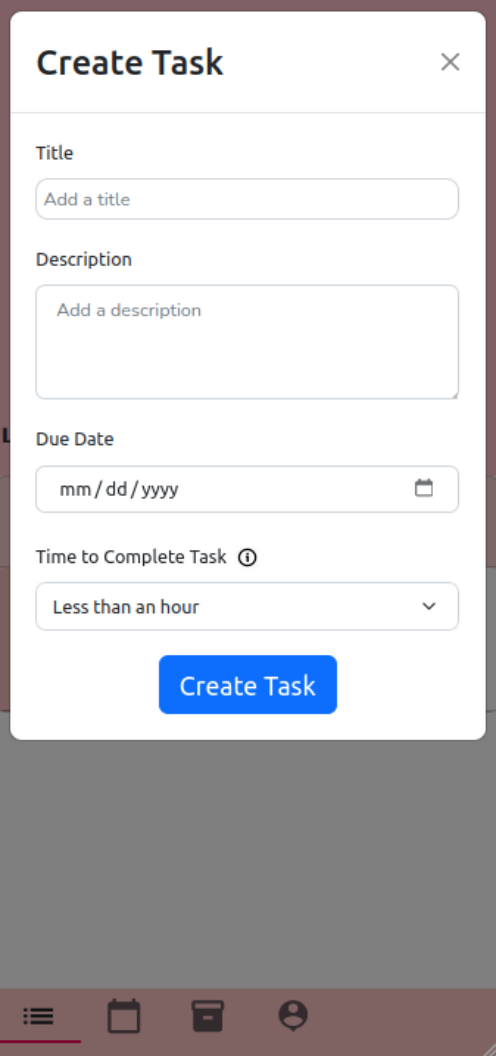 Create Task
Title
Add a title
Description
Add a description
Due Date
mm / dd / yyyy
Time to Complete Task
Less than an hour
Create Task